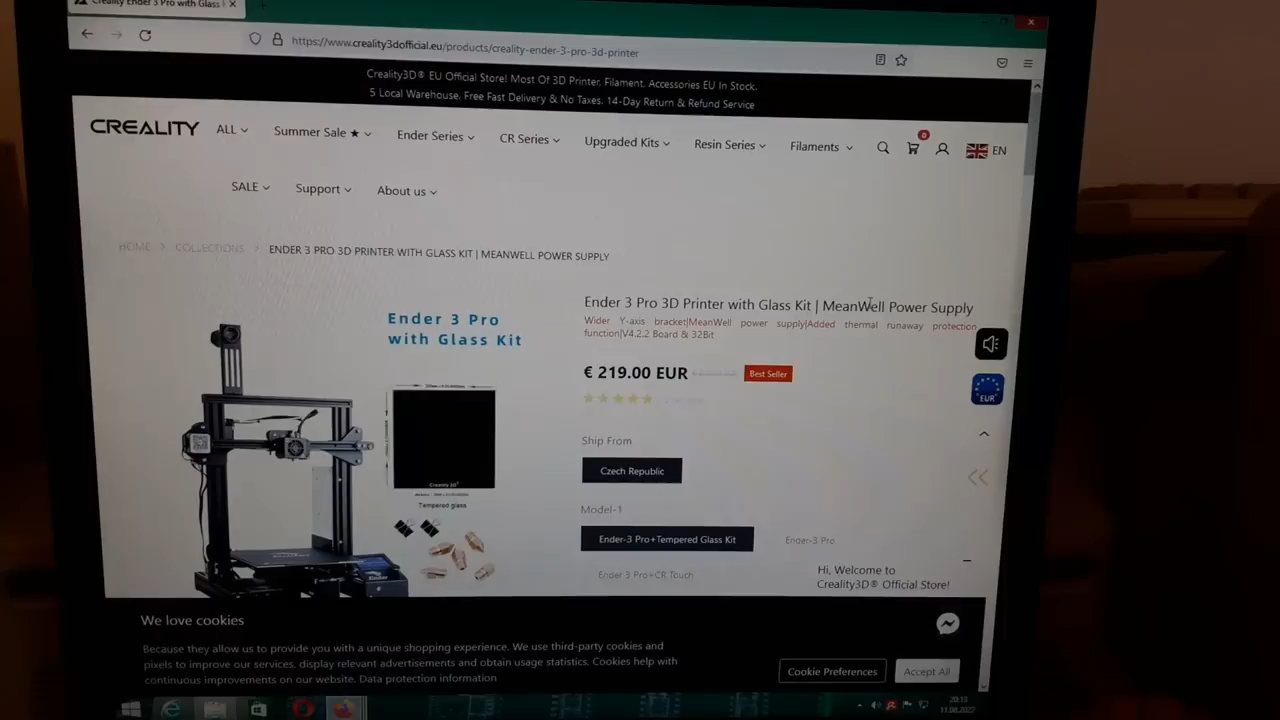 Creality Ender 3 Pro with Glass
https://www.creality3dofficial.eu/products/creality-ender-3-pro-3d-printer
Creality3D® EU Official Store! Most Of 3D Printer, Filament, Accessories EU In Stock.
5 Local Warehouse, Free Fast Delivery & No Taxes. 14-Day Return & Refund Service
CREALITY
ALL
Summer Sale ★
Ender Series
CR Series
Upgraded Kits
Resin Series
Filaments
0
EN
SALE
Support
About us
HOME > COLLECTIONS > ENDER 3 PRO 3D PRINTER WITH GLASS KIT | MEANWELL POWER SUPPLY
Ender 3 Pro
with Glass Kit
Creality 3D
Tempered glass
Ender 3 Pro 3D Printer with Glass Kit | MeanWell Power Supply
Wider Y-axis bracket|MeanWell power supply|Added thermal runaway protection
function|V4.2.2 Board & 32Bit
€ 219.00 EUR
Best Seller
EUR
Ship From
Czech Republic
Model-1
Ender-3 Pro+Tempered Glass Kit
Ender-3 Pro
Ender 3 Pro+CR Touch
Hi, Welcome to
Creality3D® Official Store!
We love cookies
Because they allow us to provide you with a unique shopping experience. We use third-party cookies and
pixels to improve our services, display relevant advertisements and obtain usage statistics. Cookies help with
continuous improvements on our website. Data protection information
Cookie Preferences
Accept All
20:13
11.08.2022